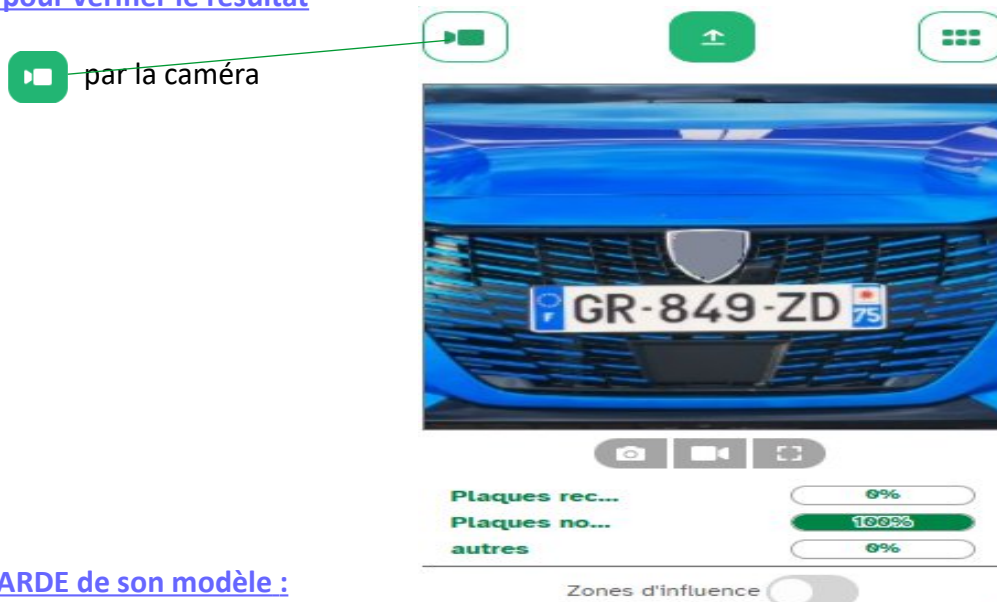 pour vérifier le résultat
par la caméra
F GR-849-ZD 75
Plaques rec... 0%
Plaques no... 100%
autres 0%
Zones d'influence
ARDE de son modèle :